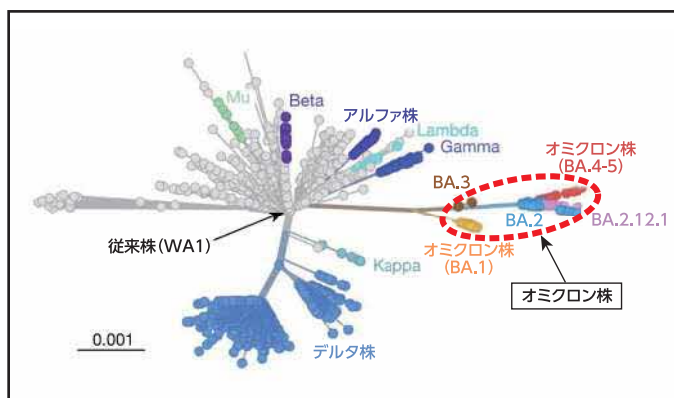 Mu
Beta
アルファ株
Lambda
Gamma
オミクロン株
(BA.4-5)
BA.3
BA.2
BA.2.12.1
従来株(WA1)
オミクロン株
(BA.1)
Kappa
オミクロン株
0.001
デルタ株